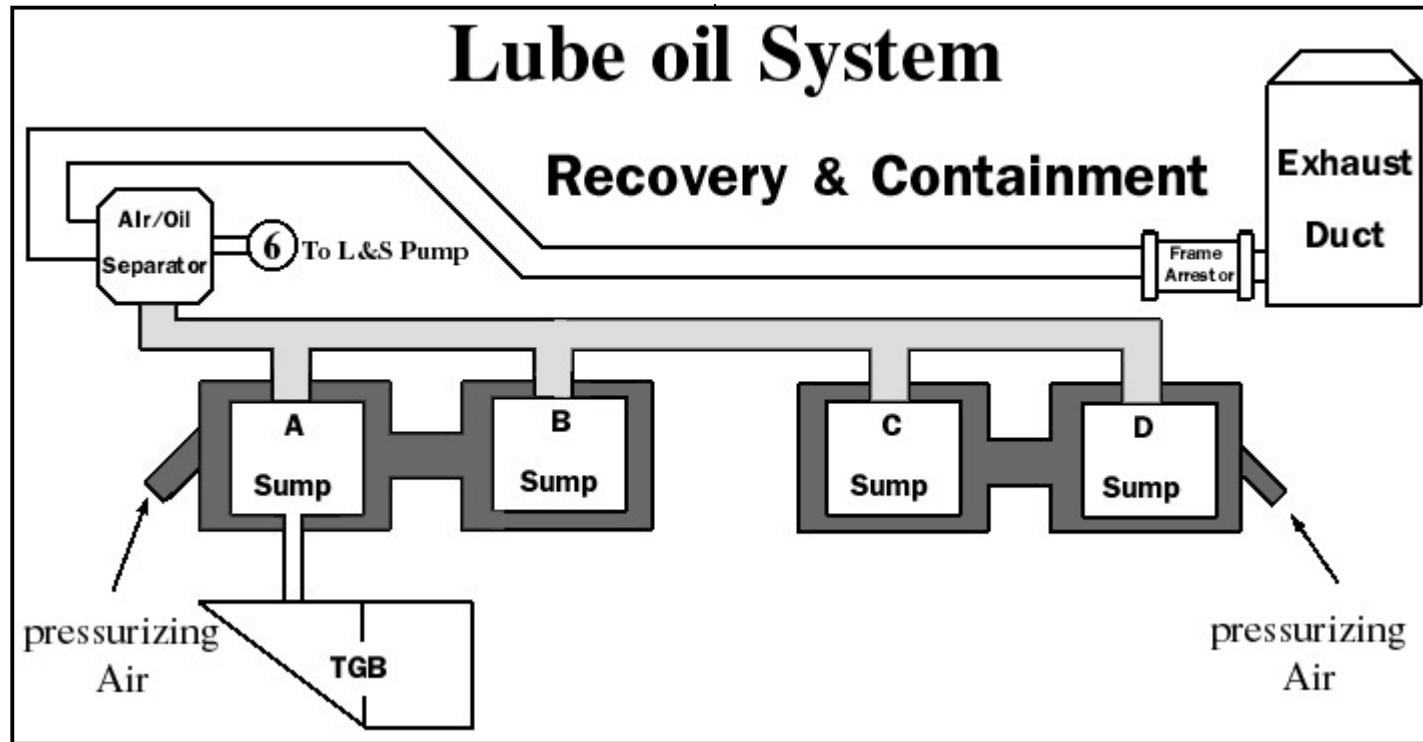 Lube oil System
Recovery & Containment
Exhaust
Duct
AIr/Oil
Separator
6 To L&S Pump
Frame
Arrestor
A
Sump
B
Sump
C
Sump
D
Sump
pressurizing
Air
TGB
pressurizing
Air